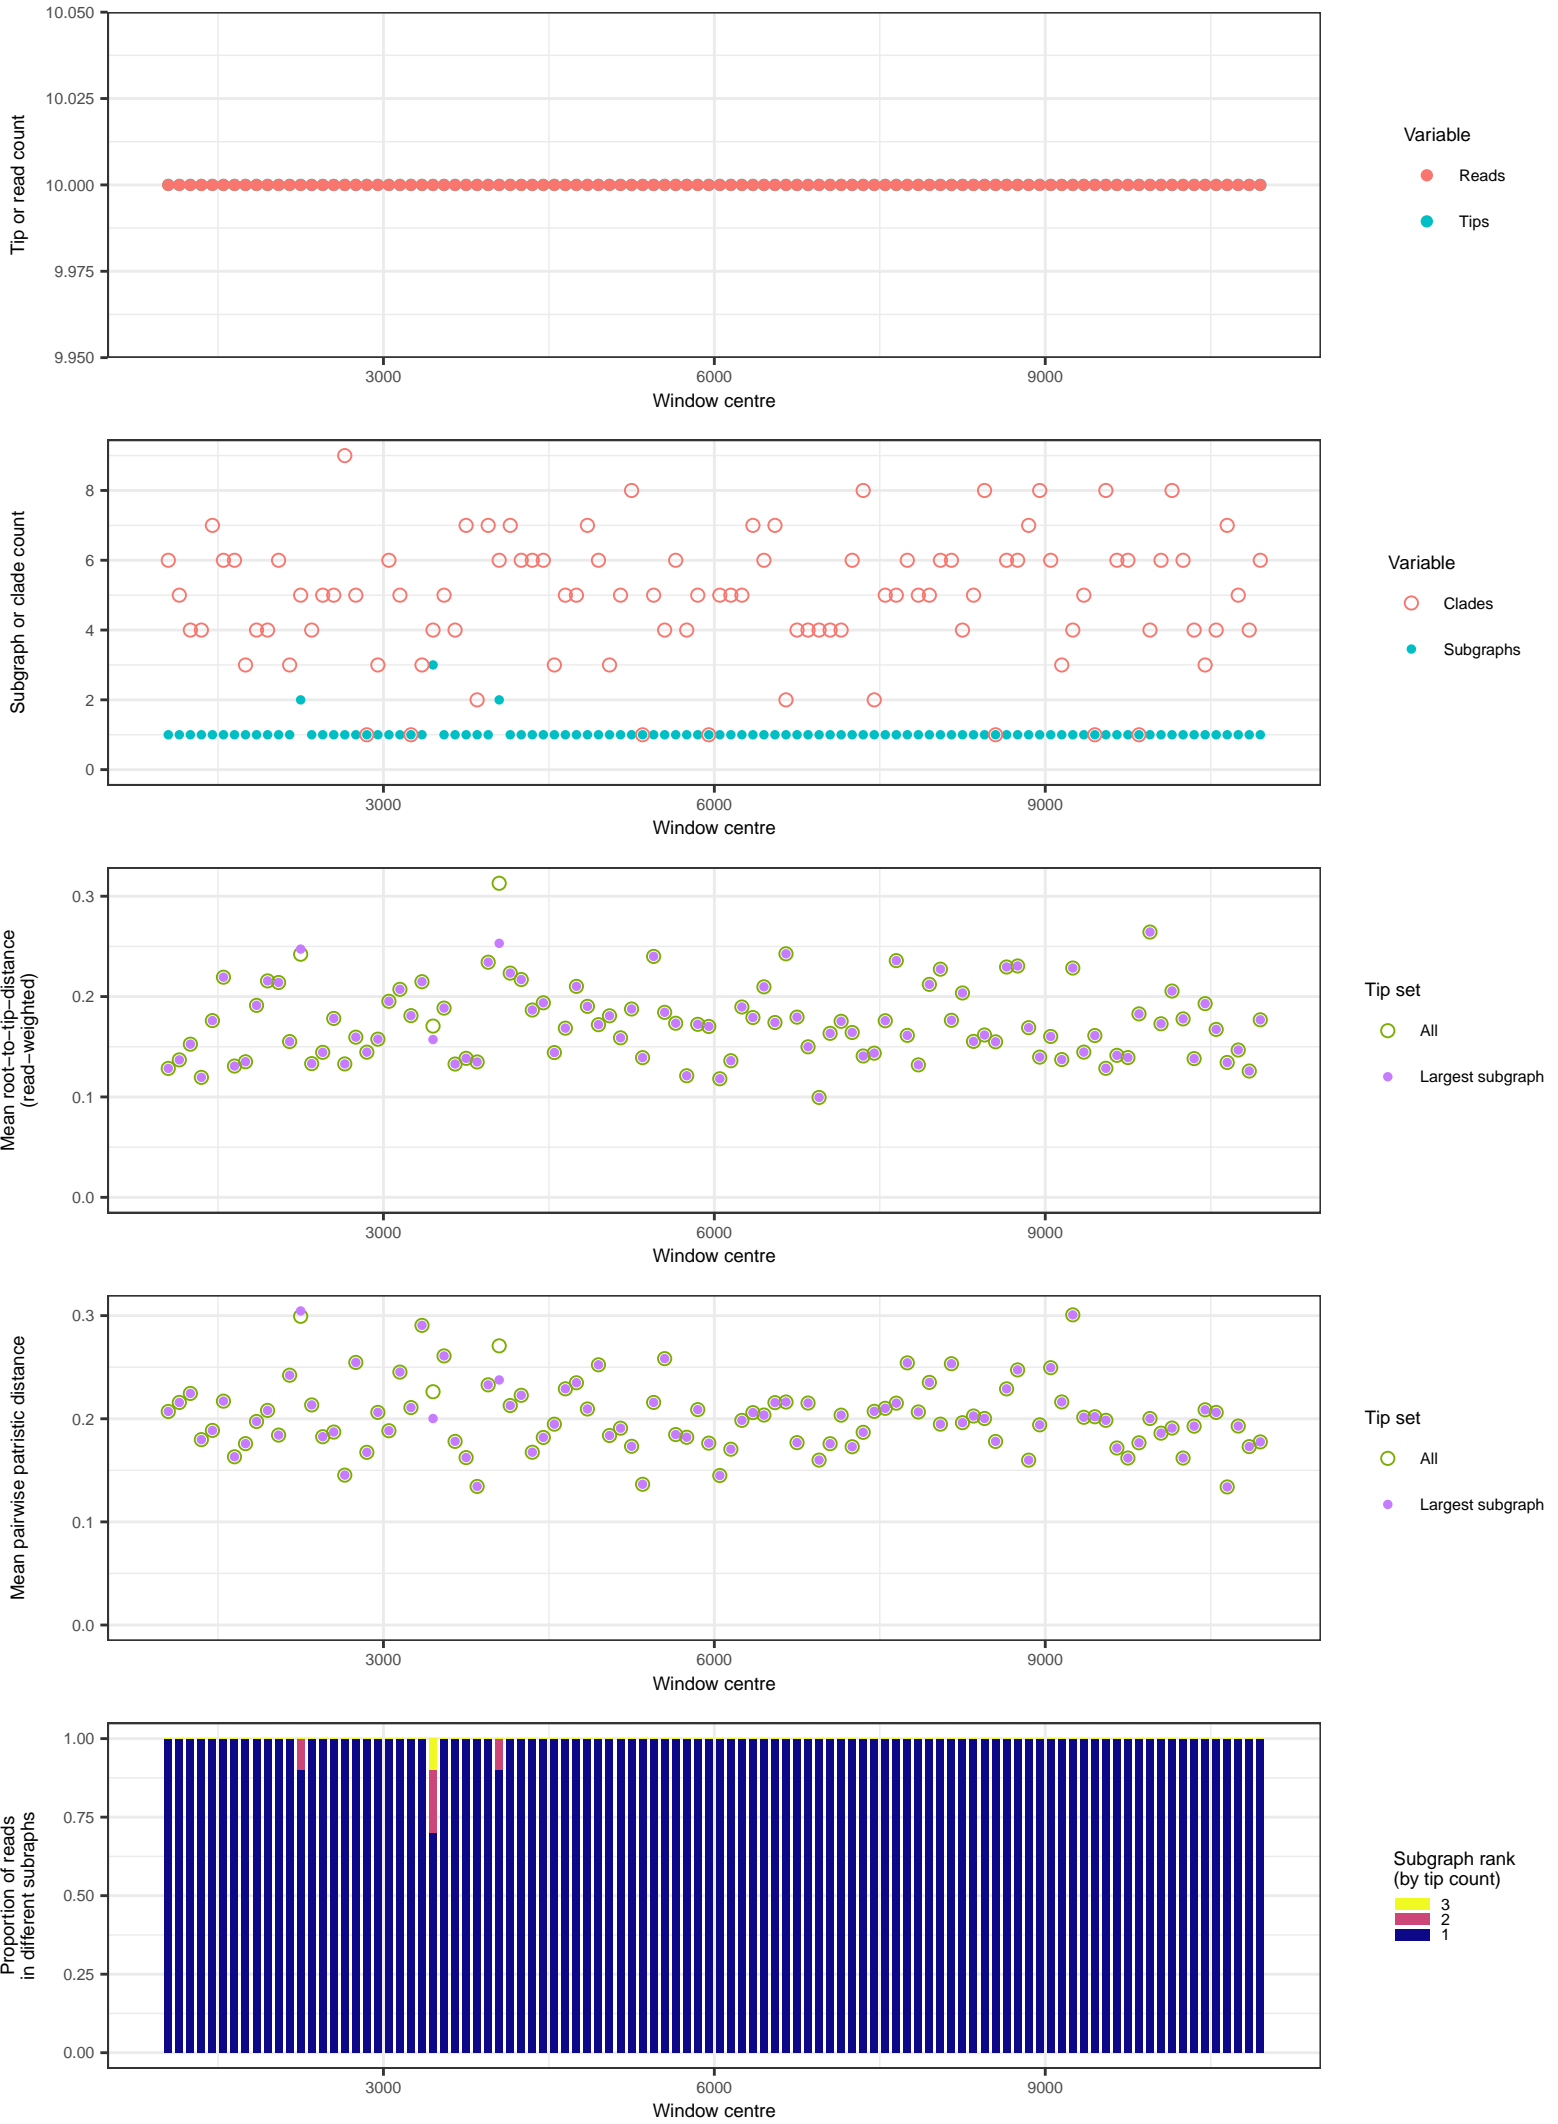 10.050
10.025
10.000
9.975
9.950
Tip or read count
3000 6000 9000
Window centre
Variable
Reads
Tips
8
6
4
2
0
Subgraph or clade count
3000 6000 9000
Window centre
Variable
Clades
Subgraphs
0.3
0.2
0.1
0.0
Mean root−to−tip−distance
(read−weighted)
3000 6000 9000
Window centre
Tip set
All
Largest subgraph
0.3
0.2
0.1
0.0
Mean pairwise patristic distance
3000 6000 9000
Window centre
Tip set
All
Largest subgraph
1.00
0.75
0.50
0.25
0.00
Proportion of reads
in different subraphs
3000 6000 9000
Window centre
Subgraph rank
(by tip count)
3
2
1